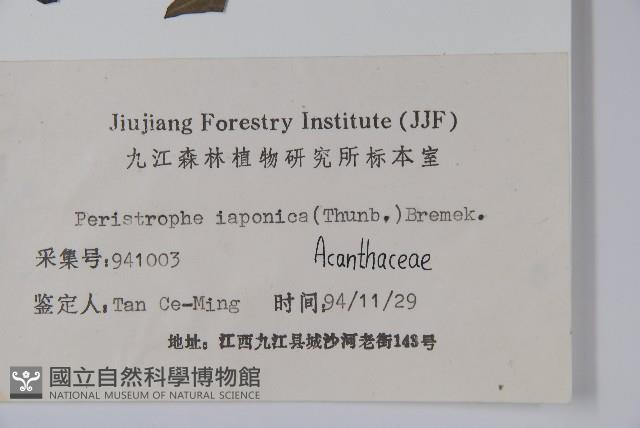 Jiujiang Forestry Institute (JJF)
九江森林植物研究所标本室
Peristrophe iaponica(Thunb.)Bremek.
采集号:941003 Acanthaceae
鉴定人:Tan Ce-Ming 时间:94/11/29
地址:江西九江县城沙河老街143号
國立自然科學博物館
NATIONAL MUSEUM OF NATURAL SCIENCE